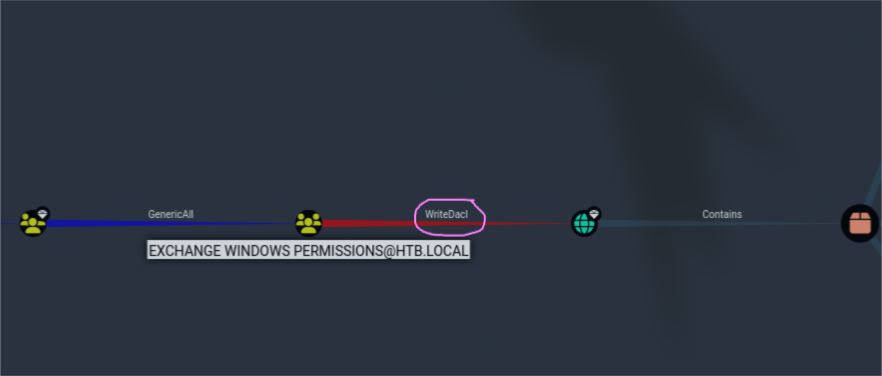 GenericAll
WriteDacl
Contains
EXCHANGE WINDOWS PERMISSIONS@HTB.LOCAL